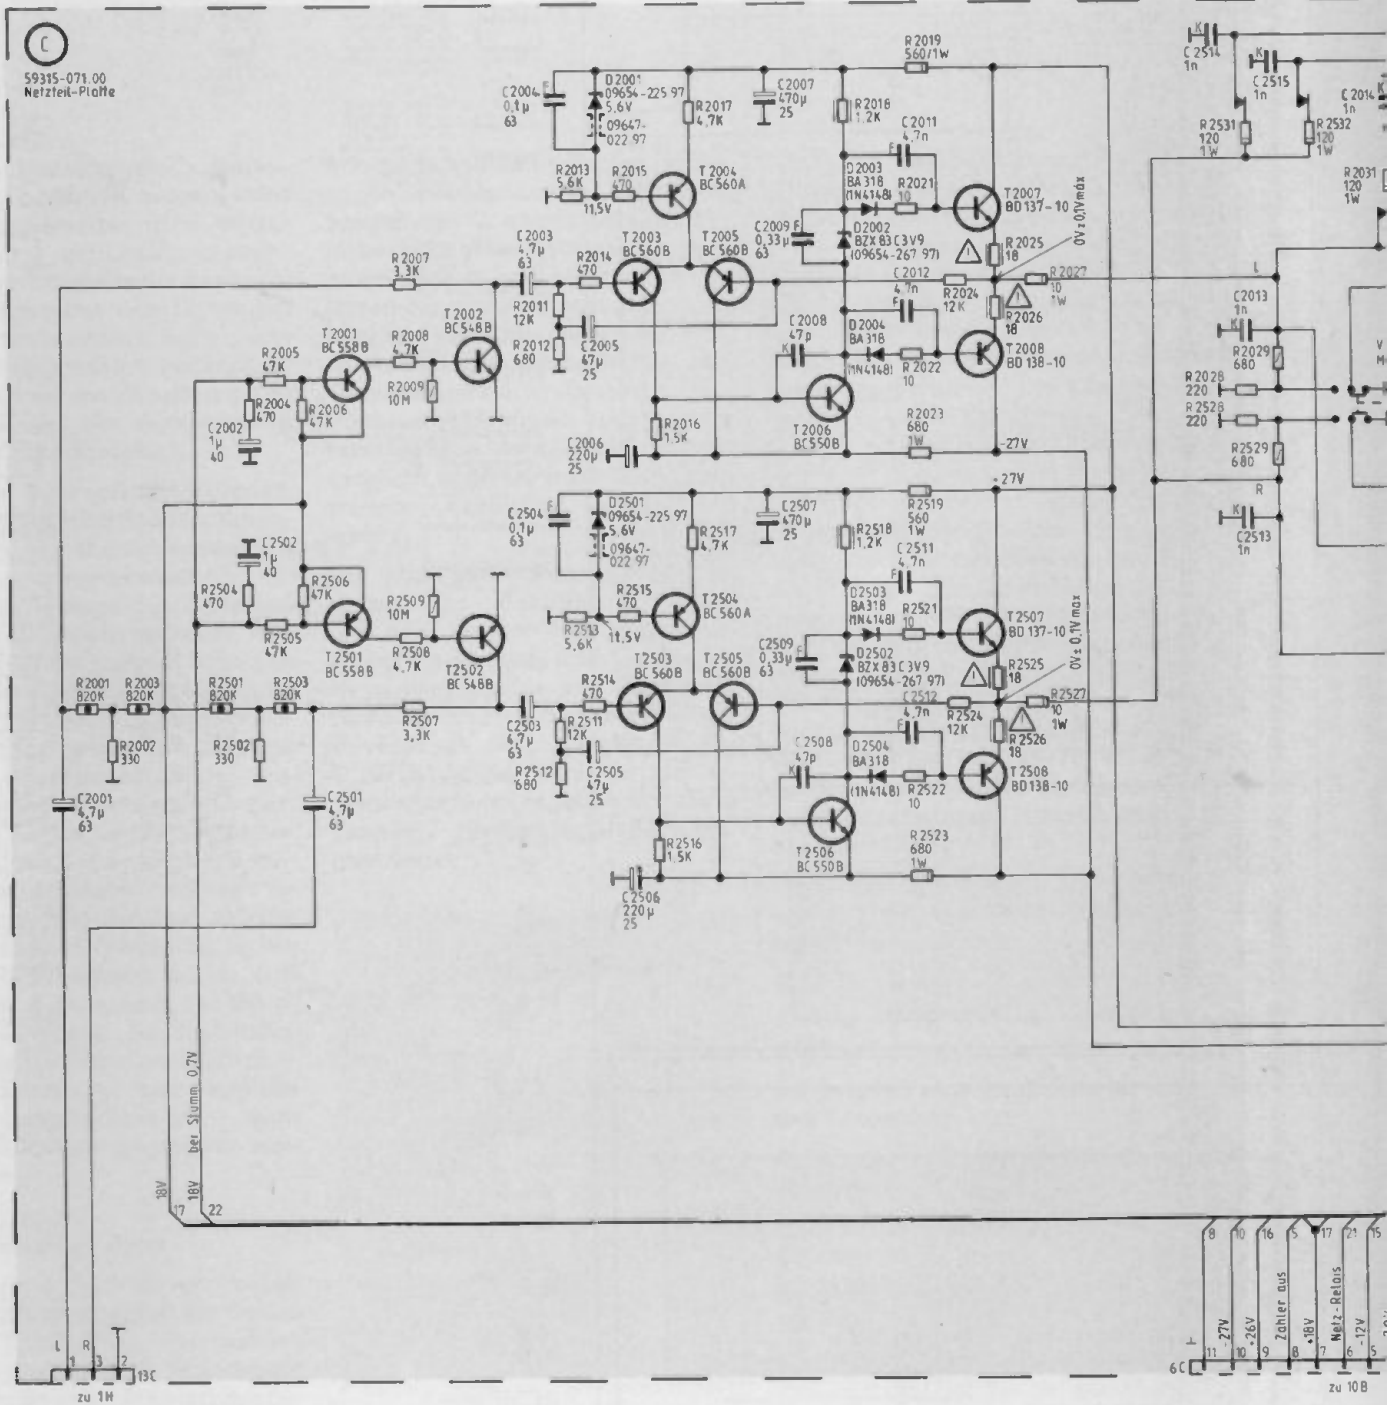 C
59315-071.00
Netzteil-Platte
C2004
0,1µ
63
F
D2001
09654-225 97
5,6V
09647-
022 97
R2017
4,7K
C2007
470µ
25
R2019
560/1W
R2018
1,2K
C2011
4,7n
F
R2013
5,6K
R2015
470
11,5V
T2004
BC560A
D2003
BA318
(1N4148)
R2021
10
T2007
BD137-10
C2009
0,33µ
63
F
D2002
BZX83C3V9
(09654-267 97)
R2025
18
0V±0,1Vmax
R2007
3,3K
C2003
4,7µ
63
R2014
470
T2003
BC560B
T2005
BC560B
C2012
4,7n
F
R2024
12K
R2027
10
1W
R2026
18
R2011
12K
R2012
680
C2005
47µ
25
C2008
47p
K
D2004
BA318
(1N4148)
R2022
10
T2008
BD138-10
T2001
BC558B
R2008
4,7K
T2002
BC548B
R2009
10M
R2005
47K
R2004
470
R2006
47K
C2002
1µ
40
R2016
1,5K
C2006
220µ
25
T2006
BC550B
R2023
680
1W
-27V
+27V
C2514
1n
K
C2515
1n
K
C2014
1n
K
R2531
120
1W
R2532
120
1W
R2031
120
1W
L
C2013
1n
K
R2029
680
R2028
220
R2528
220
R2529
680
R
C2513
1n
K
V
C2504
0,1µ
63
F
D2501
09654-225 97
5,6V
09647-
022 97
R2517
4,7K
C2507
470µ
25
R2519
560
1W
R2518
1,2K
C2511
4,7n
F
R2513
5,6K
R2515
470
11,5V
T2504
BC560A
D2503
BA318
(1N4148)
R2521
10
T2507
BD137-10
C2509
0,33µ
63
F
D2502
BZX83C3V9
(09654-267 97)
R2525
18
0V±0,1Vmax
C2502
1µ
40
R2504
470
R2506
47K
R2509
10M
R2505
47K
T2501
BC558B
R2508
4,7K
T2502
BC548B
R2514
470
T2503
BC560B
T2505
BC560B
C2512
4,7n
F
R2524
12K
R2527
10
1W
R2526
18
R2001
820K
R2003
820K
R2501
820K
R2503
820K
R2002
330
R2502
330
R2507
3,3K
C2503
4,7µ
63
R2511
12K
R2512
680
C2505
47µ
25
C2508
47p
K
D2504
BA318
(1N4148)
R2522
10
T2508
BD138-10
C2001
4,7µ
63
C2501
4,7µ
63
R2516
1,5K
C2506
220µ
25
T2506
BC550B
R2523
680
1W
18V
18V bei Stumm 0,7V
17
22
8
10
16
5
17
21
15
-27V
+26V
Zähler aus
+18V
Netz-Relais
-12V
L
R
1
3
2
13C
zu 1H
6C
11
10
9
8
7
6
5
zu 10B